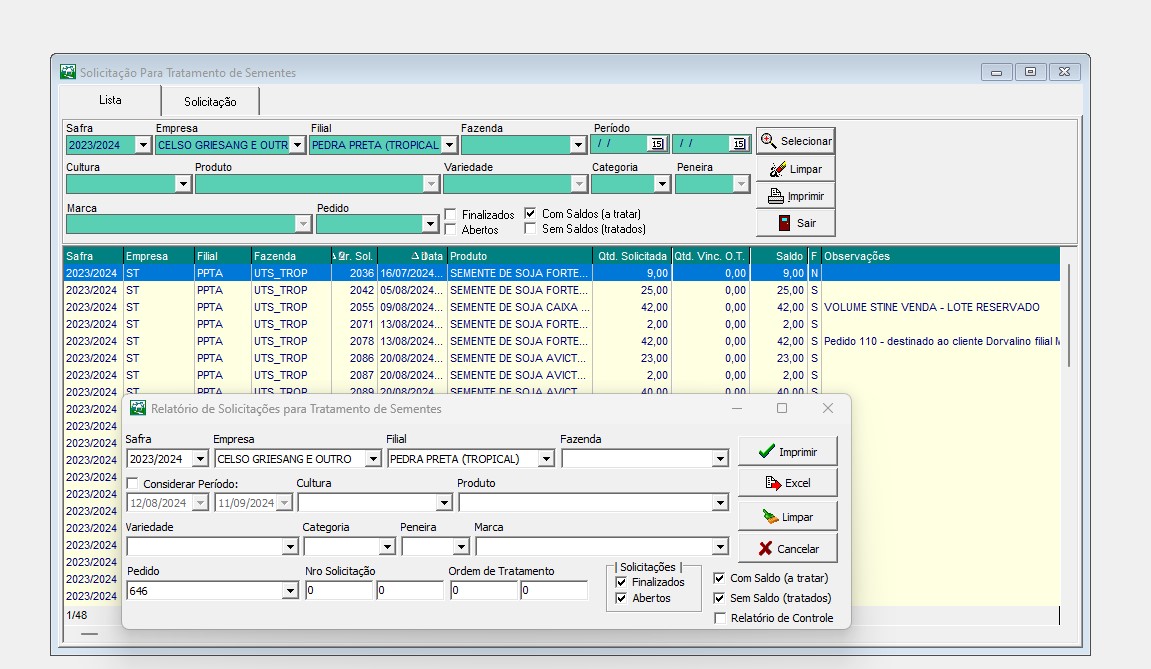 Solicitação Para Tratamento de Sementes
Lista
Solicitação
Safra Empresa Filial Fazenda Período
2023/2024 CELSO GRIESANG E OUTR PEDRA PRETA (TROPICAL / / 15 / / 15 Selecionar
Cultura Produto Variedade Categoria Peneira Limpar
Imprimir
Marca Pedido Finalizados Com Saldos (a tratar)
Abertos Sem Saldos (tratados) Sair
Safra Empresa Filial Fazenda Nr. Sol. Data Produto Qtd. Solicitada Qtd. Vinc. O.T. Saldo F Observações
2023/2024 ST PPTA UTS_TROP 2036 16/07/2024... SEMENTE DE SOJA FORTE... 9,00 0,00 9,00 N
2023/2024 ST PPTA UTS_TROP 2042 05/08/2024... SEMENTE DE SOJA FORTE... 25,00 0,00 25,00 S
2023/2024 ST PPTA UTS_TROP 2055 09/08/2024... SEMENTE DE SOJA CAIXA ... 42,00 0,00 42,00 S VOLUME STINE VENDA - LOTE RESERVADO
2023/2024 ST PPTA UTS_TROP 2071 13/08/2024... SEMENTE DE SOJA FORTE... 2,00 0,00 2,00 S
2023/2024 ST PPTA UTS_TROP 2078 13/08/2024... SEMENTE DE SOJA FORTE... 42,00 0,00 42,00 S Pedido 110 - destinado ao cliente Dorvalino filial M
2023/2024 ST PPTA UTS_TROP 2086 20/08/2024... SEMENTE DE SOJA AVICT... 23,00 0,00 23,00 S
2023/2024 ST PPTA UTS_TROP 2087 20/08/2024... SEMENTE DE SOJA AVICT... 2,00 0,00 2,00 S
2023/2024 ST PPTA UTS_TROP 2089 20/08/2024... SEMENTE DE SOJA AVICT... 40,00 0,00 40,00 S
2023/2024
2023/2024
2023/2024
2023/2024
2023/2024
2023/2024
2023/2024
2023/2024
2023/2024
2023/2024
2023/2024
2023/2024
1/48
Relatório de Solicitações para Tratamento de Sementes
Safra Empresa Filial Fazenda
2023/2024 CELSO GRIESANG E OUTRO PEDRA PRETA (TROPICAL) Imprimir
Considerar Período: Cultura Produto Excel
12/08/2024 11/09/2024
Variedade Categoria Peneira Marca Limpar
Cancelar
Pedido Nro Solicitação Ordem de Tratamento Solicitações
646 0 0 0 0 Finalizados Com Saldo (a tratar)
Abertos Sem Saldo (tratados)
Relatório de Controle